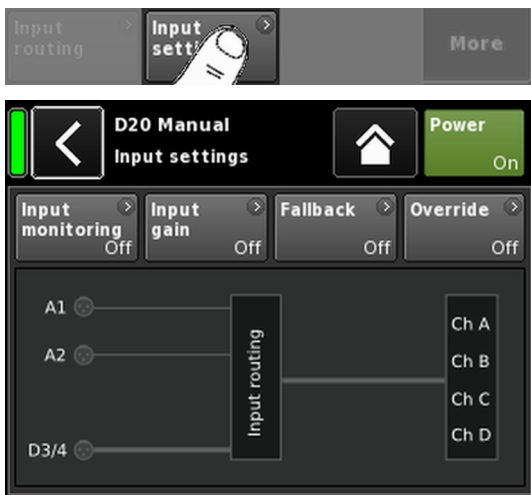 Input
routing
Input
setti
More
D20 Manual
Input settings
Power
On
Input
monitoring
Off
Input
gain
Off
Fallback
Off
Override
Off
A1
A2
D3/4
Input routing
Ch A
Ch B
Ch C
Ch D